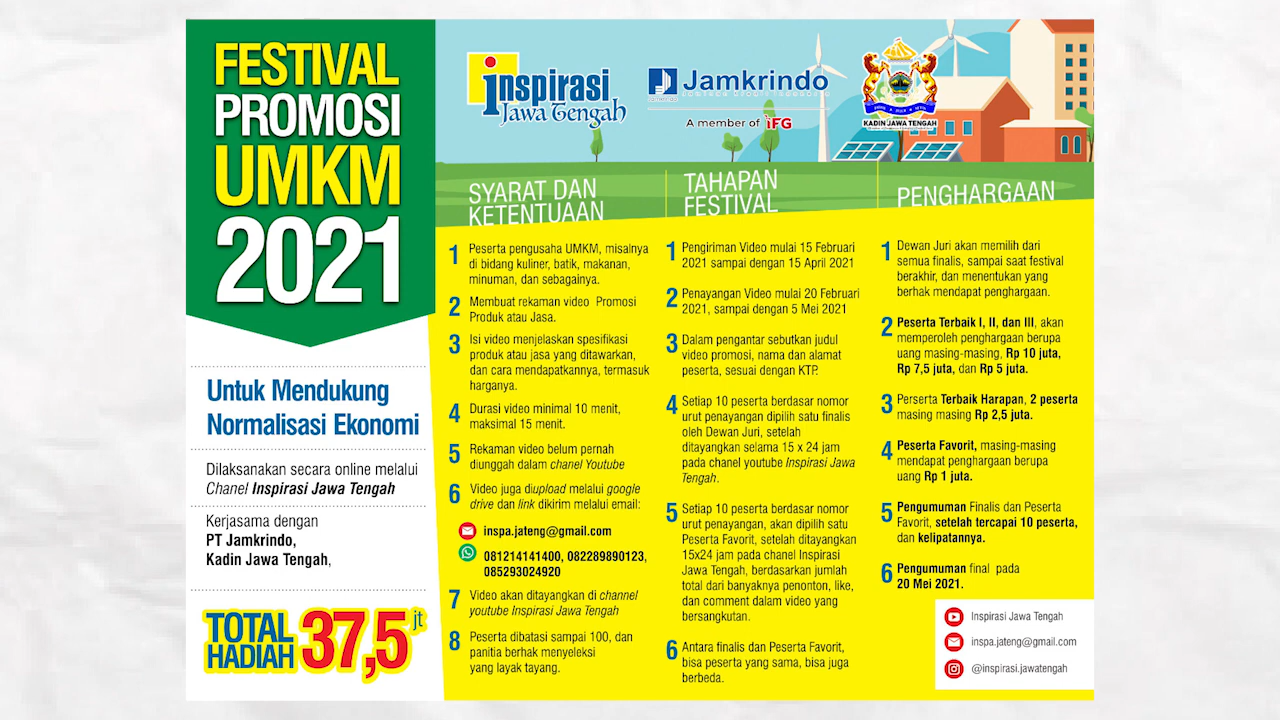 FESTIVAL
PROMOSI
UMKM
2021
Untuk Mendukung
Normalisasi Ekonomi
Dilaksanakan secara online melalui
Chanel Inspirasi Jawa Tengah
Kerjasama dengan
PT Jamkrindo,
Kadin Jawa Tengah,
TOTAL
HADIAH
37,5 jt
inspirasi
Jawa Tengah
Jamkrindo
A member of IFG
KADIN JAWA TENGAH
SYARAT DAN
KETENTUAAN
1 Peserta pengusaha UMKM, misalnya
di bidang kuliner, batik, makanan,
minuman, dan sebagainya.
2 Membuat rekaman video Promosi
Produk atau Jasa.
3 Isi video menjelaskan spesifikasi
produk atau jasa yang ditawarkan,
dan cara mendapatkannya, termasuk
harganya.
4 Durasi video minimal 10 menit,
maksimal 15 menit.
5 Rekaman video belum pernah
diunggah dalam chanel Youtube
6 Video juga diupload melalui google
drive dan link dikirim melalui email:
inspa.jateng@gmail.com
081214141400, 082289890123,
085293024920
7 Video akan ditayangkan di channel
youtube Inspirasi Jawa Tengah
8 Peserta dibatasi sampai 100, dan
panitia berhak menyeleksi
yang layak tayang.
TAHAPAN
FESTIVAL
1 Pengiriman Video mulai 15 Februari
2021 sampai dengan 15 April 2021
2 Penayangan Video mulai 20 Februari
2021, sampai dengan 5 Mei 2021
3 Dalam pengantar sebutkan judul
video promosi, nama dan alamat
peserta, sesuai dengan KTP.
4 Setiap 10 peserta berdasar nomor
urut penayangan dipilih satu finalis
oleh Dewan Juri, setelah
ditayangkan selama 15 x 24 jam
pada chanel youtube Inspirasi Jawa
Tengah.
5 Setiap 10 peserta berdasar nomor
urut penayangan, akan dipilih satu
Peserta Favorit, setelah ditayangkan
15x24 jam pada chanel Inspirasi
Jawa Tengah, berdasarkan jumlah
total dari banyaknya penonton, like,
dan comment dalam video yang
bersangkutan.
6 Antara finalis dan Peserta Favorit,
bisa peserta yang sama, bisa juga
berbeda.
PENGHARGAAN
1 Dewan Juri akan memilih dari
semua finalis, sampai saat festival
berakhir, dan menentukan yang
berhak mendapat penghargaan.
2 Peserta Terbaik I, II, dan III, akan
memperoleh penghargaan berupa
uang masing-masing, Rp 10 juta,
Rp 7,5 juta, dan Rp 5 juta.
3 Perserta Terbaik Harapan, 2 peserta
masing masing Rp 2,5 juta.
4 Peserta Favorit, masing-masing
mendapat penghargaan berupa
uang Rp 1 juta.
5 Pengumuman Finalis dan Peserta
Favorit, setelah tercapai 10 peserta,
dan kelipatannya.
6 Pengumuman final pada
20 Mei 2021.
Inspirasi Jawa Tengah
inspa.jateng@gmail.com
@inspirasi.jawatengah